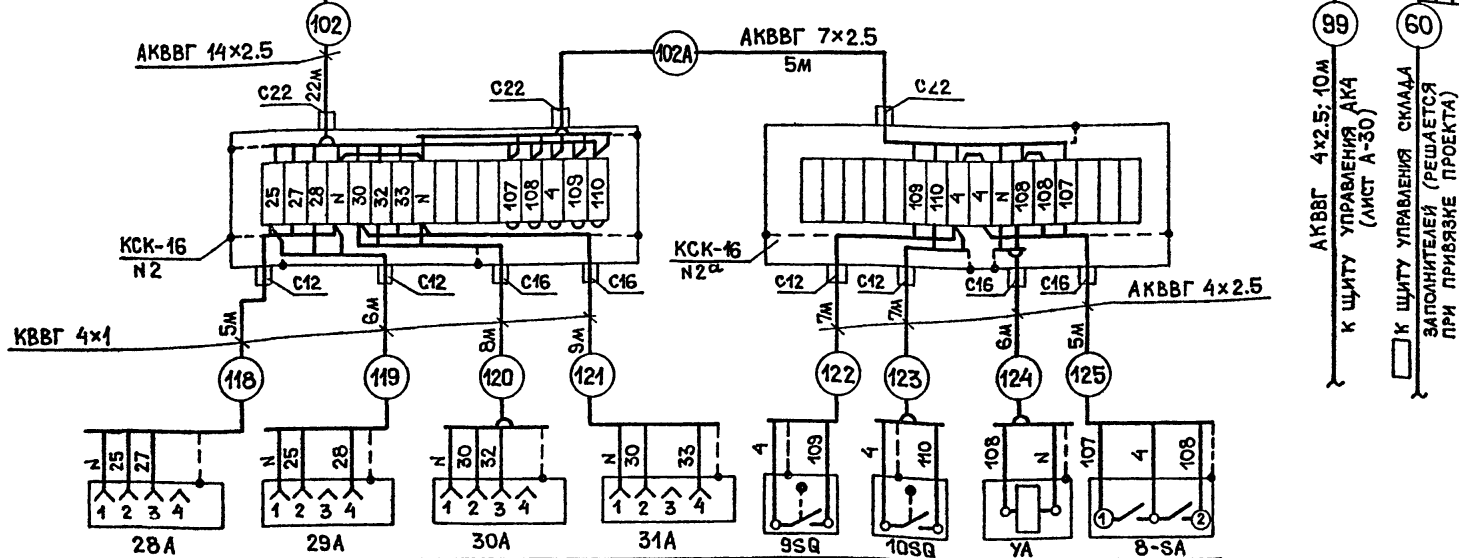 102
АКВВГ 14×2.5
22м
С22
С22
102А
АКВВГ 7×2.5
5м
С22
25 27 28 N 30 32 33 N 107 108 4 109 110
109 110 4 4 N 108 108 107
КСК-16
N2
С12
С12
С16
С16
КСК-16
N2а
С12
С12
С16
С16
АКВВГ 4×2.5
КВВГ 4×1
5м
6м
8м
9м
7м
7м
6м
5м
118
119
120
121
122
123
124
125
N 25 27
1 2 3 4
28А
N 25 28
1 2 3 4
29А
N 30 32
1 2 3 4
30А
N 30 33
1 2 3 4
31А
4 109
9SQ
4 110
10SQ
108 N
YA
107 4 108
1 2
8-SA
99
АКВВГ 4×2.5; 10м
К ЩИТУ УПРАВЛЕНИЯ ДКА
(ЛИСТ А-30)
60
К ЩИТУ УПРАВЛЕНИЯ СКЛАДА
ЗАПОЛНИТЕЛЕЙ (РЕШАЕТСЯ
ПРИ ПРИВЯЗКЕ ПРОЕКТА)